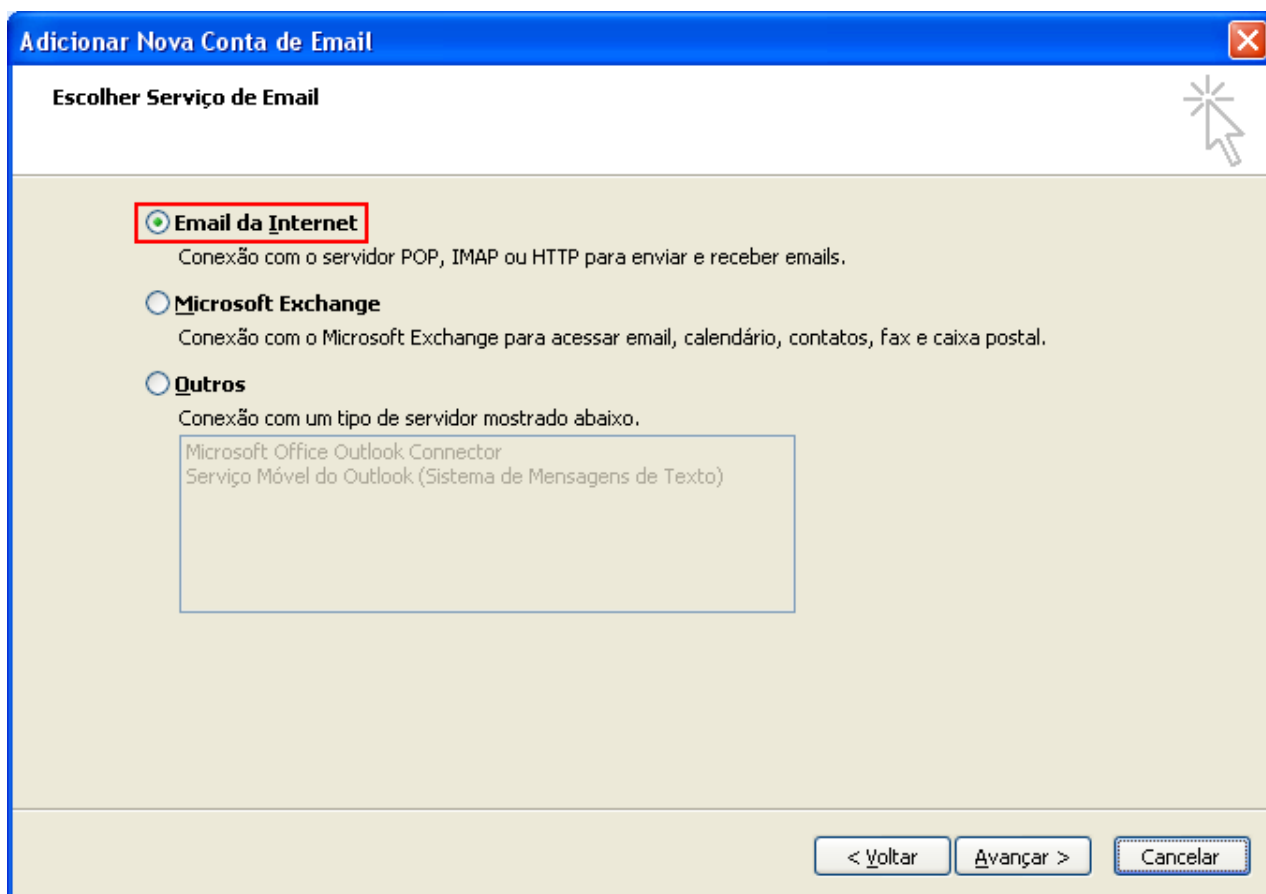 Adicionar Nova Conta de Email
Escolher Serviço de Email
Email da Internet
Conexão com o servidor POP, IMAP ou HTTP para enviar e receber emails.
Microsoft Exchange
Conexão com o Microsoft Exchange para acessar email, calendário, contatos, fax e caixa postal.
Outros
Conexão com um tipo de servidor mostrado abaixo.
Microsoft Office Outlook Connector
Serviço Móvel do Outlook (Sistema de Mensagens de Texto)
< Voltar Avançar > Cancelar